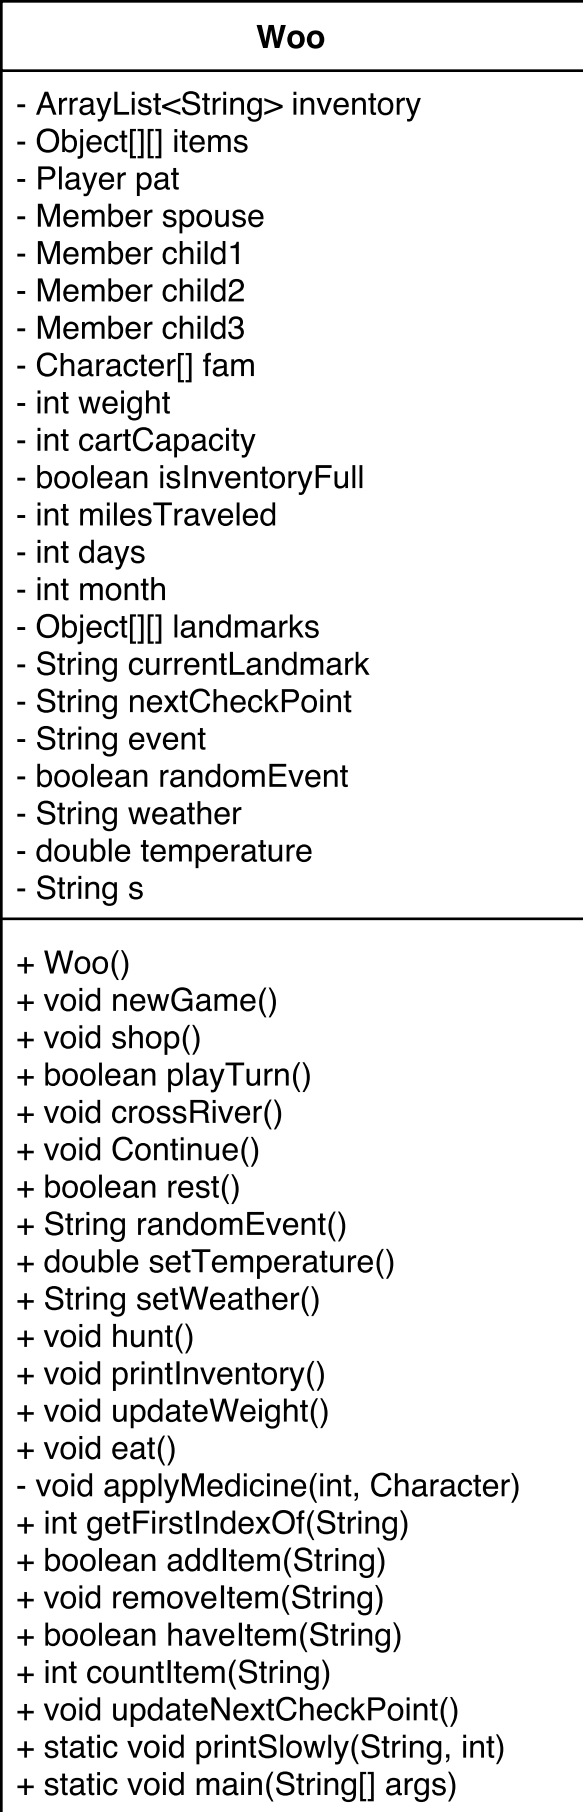 Woo
- ArrayList<String> inventory
- Object[][] items
- Player pat
- Member spouse
- Member child1
- Member child2
- Member child3
- Character[] fam
- int weight
- int cartCapacity
- boolean isInventoryFull
- int milesTraveled
- int days
- int month
- Object[][] landmarks
- String currentLandmark
- String nextCheckPoint
- String event
- boolean randomEvent
- String weather
- double temperature
- String s
+ Woo()
+ void newGame()
+ void shop()
+ boolean playTurn()
+ void crossRiver()
+ void Continue()
+ boolean rest()
+ String randomEvent()
+ double setTemperature()
+ String setWeather()
+ void hunt()
+ void printInventory()
+ void updateWeight()
+ void eat()
- void applyMedicine(int, Character)
+ int getFirstIndexOf(String)
+ boolean addItem(String)
+ void removeItem(String)
+ boolean haveItem(String)
+ int countItem(String)
+ void updateNextCheckPoint()
+ static void printSlowly(String, int)
+ static void main(String[] args)